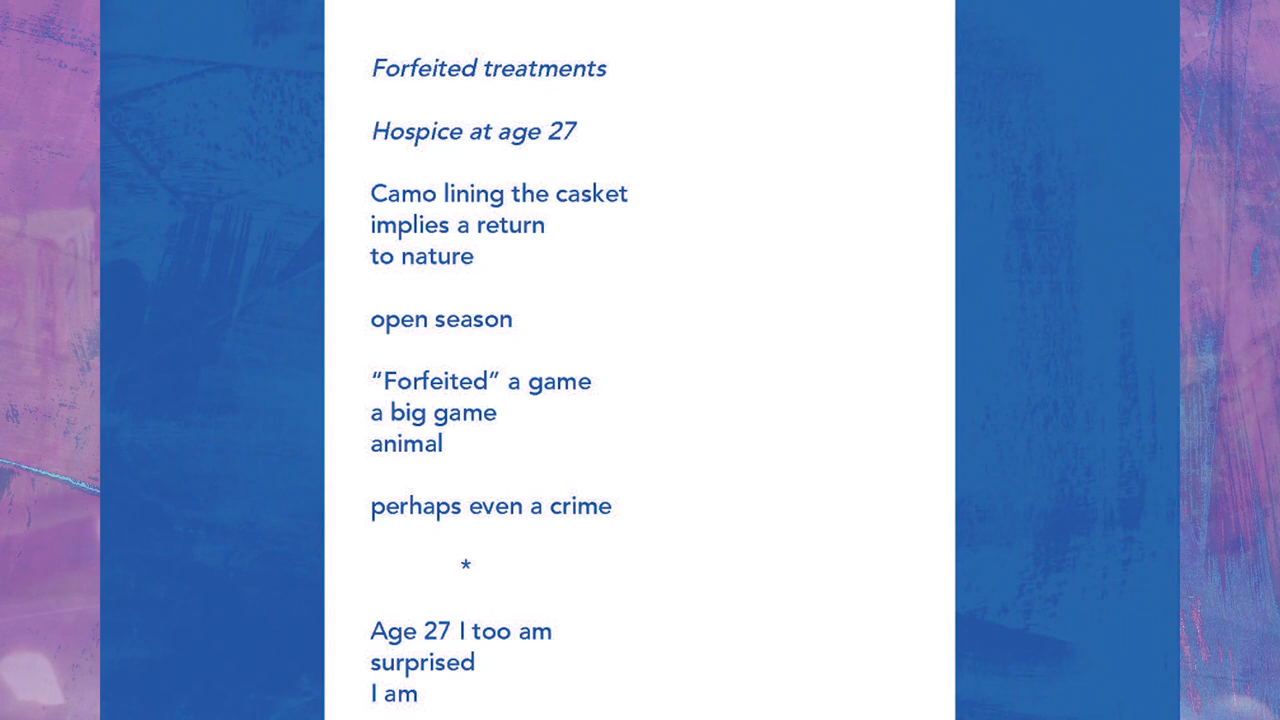 Forfeited treatments
Hospice at age 27
Camo lining the casket
implies a return
to nature
open season
“Forfeited” a game
a big game
animal
perhaps even a crime
*
Age 27 I too am
surprised
I am